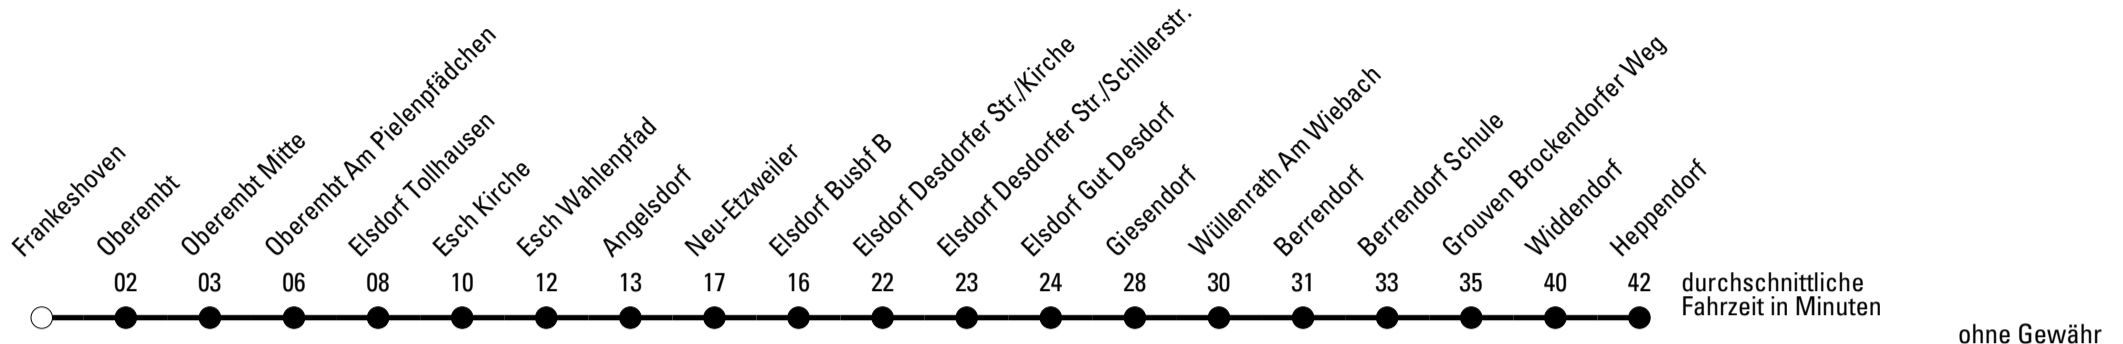 Frankeshoven
Oberembt
Oberembt Mitte
Oberembt Am Pielenpfädchen
Elsdorf Tollhausen
Esch Kirche
Esch Wahlenpfad
Angelsdorf
Neu-Etzweiler
Elsdorf Busbf B
Elsdorf Desdorfer Str./Kirche
Elsdorf Desdorfer Str./Schillerstr.
Elsdorf Gut Desdorf
Giesendorf
Wüllenrath Am Wiebach
Berrendorf
Berrendorf Schule
Grouven Brockendorfer Weg
Widdendorf
Heppendorf
02 03 06 08 10 12 13 17 16 22 23 24 28 30 31 33 35 40 42 durchschnittliche
Fahrzeit in Minuten
ohne Gewähr